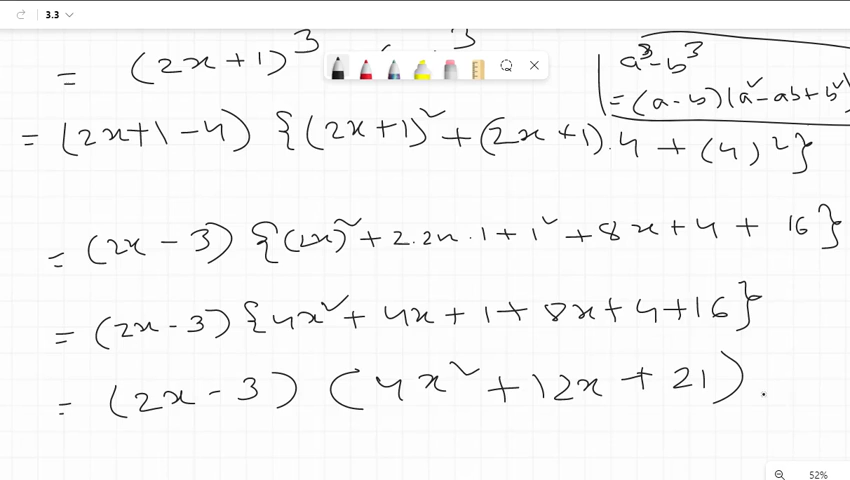 3.3
= (2x+1)³ 3
a³-b³
= (a-b)(a²-ab+b²)
= (2x+1-4) {(2x+1)²+(2x+1).4+(4)²}
= (2x-3) {(2x)²+2.2x.1+1²+8x+4+16}
= (2x-3) {4x²+4x+1+8x+4+16}
= (2x-3) (4x²+12x+21).
52%